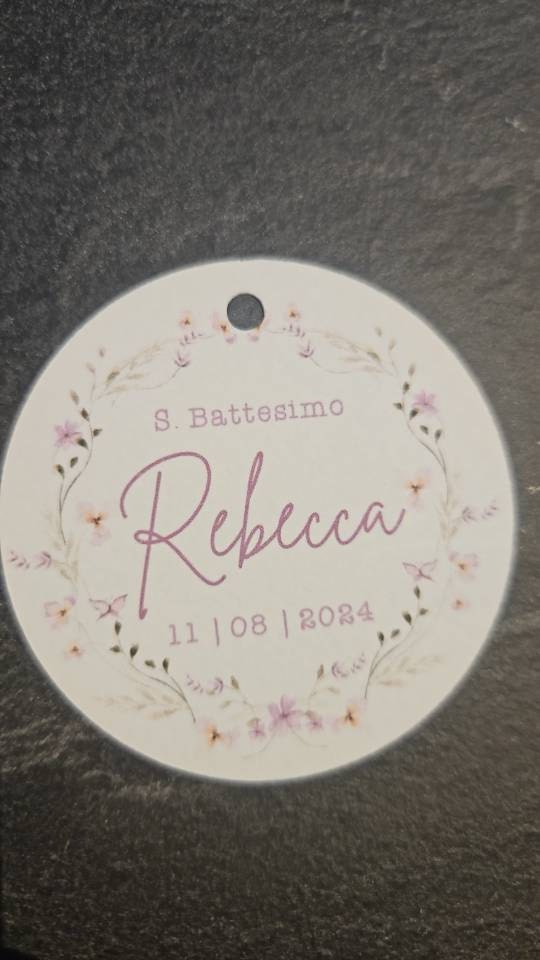 S. Battesimo
Rebecca
11 | 08 | 2024